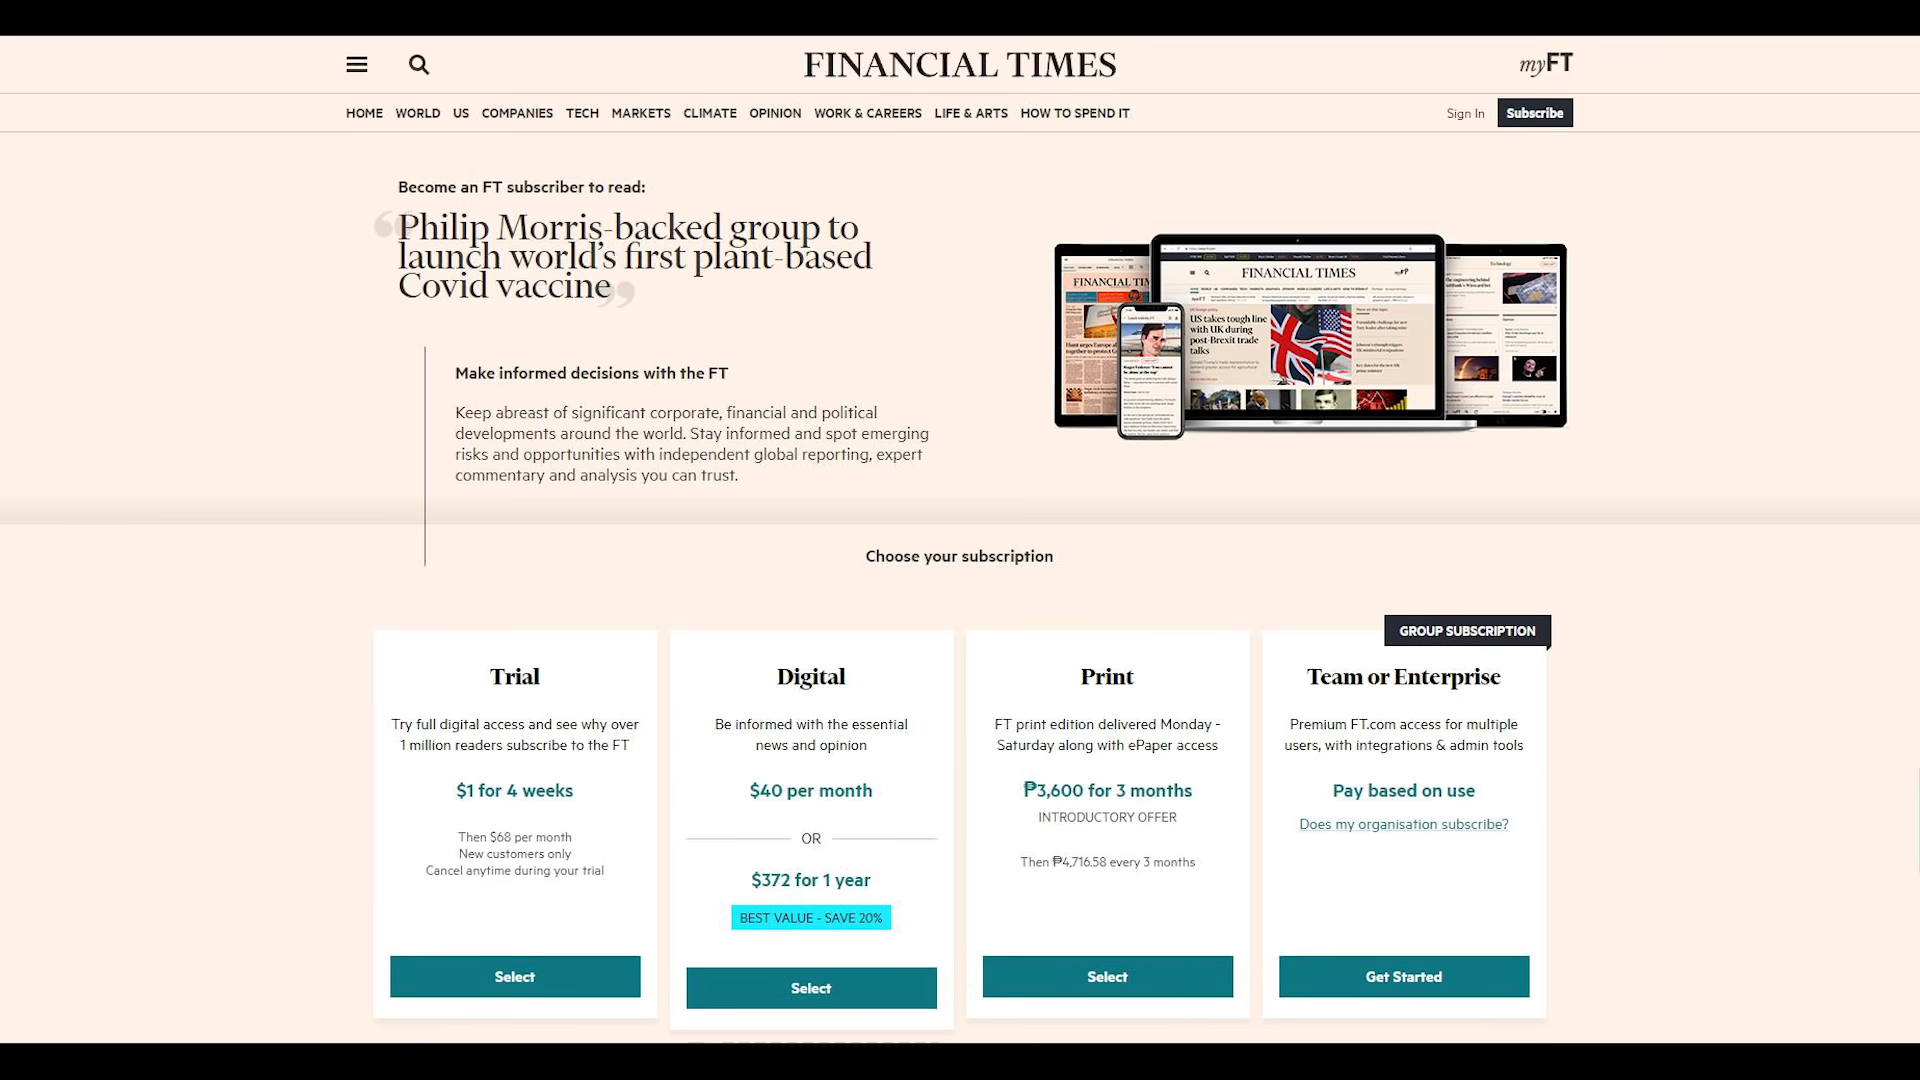 FINANCIAL TIMES
myFT
HOME WORLD US COMPANIES TECH MARKETS CLIMATE OPINION WORK & CAREERS LIFE & ARTS HOW TO SPEND IT
Sign In Subscribe
Become an FT subscriber to read:
“Philip Morris-backed group to
launch world’s first plant-based
Covid vaccine”
Make informed decisions with the FT
Keep abreast of significant corporate, financial and political
developments around the world. Stay informed and spot emerging
risks and opportunities with independent global reporting, expert
commentary and analysis you can trust.
FINANCIAL TIM
FINANCIAL TIMES
US takes tough line
with UK during
post-Brexit trade
talks
Choose your subscription
Trial
Try full digital access and see why over
1 million readers subscribe to the FT
$1 for 4 weeks
Then $68 per month
New customers only
Cancel anytime during your trial
Select
Digital
Be informed with the essential
news and opinion
$40 per month
OR
$372 for 1 year
BEST VALUE - SAVE 20%
Select
Print
FT print edition delivered Monday -
Saturday along with ePaper access
₱3,600 for 3 months
INTRODUCTORY OFFER
Then ₱4,716.58 every 3 months
Select
GROUP SUBSCRIPTION
Team or Enterprise
Premium FT.com access for multiple
users, with integrations & admin tools
Pay based on use
Does my organisation subscribe?
Get Started